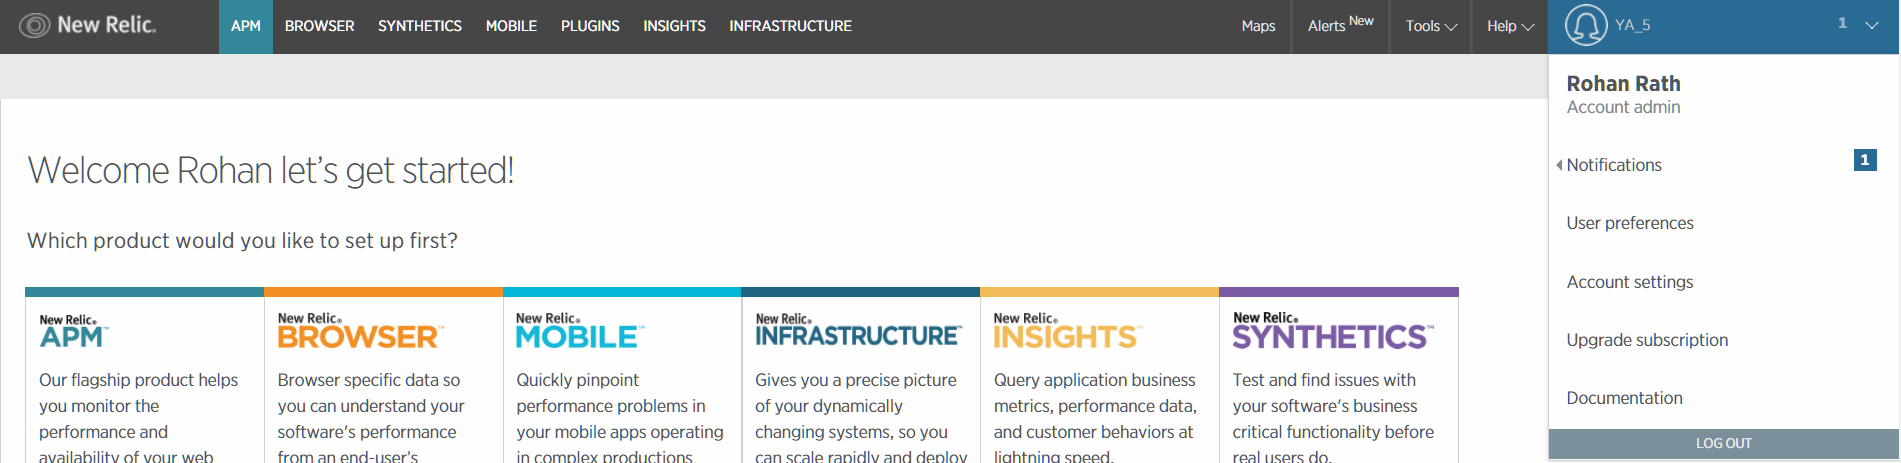 New Relic. APM BROWSER SYNTHETICS MOBILE PLUGINS INSIGHTS INFRASTRUCTURE Maps Alerts New Tools Help YA_5 1
Rohan Rath
Account admin
Notifications 1
User preferences
Account settings
Upgrade subscription
Documentation
LOG OUT
Welcome Rohan let's get started!
Which product would you like to set up first?
New Relic.
APM™
Our flagship product helps
you monitor the
performance and
availability of your web
New Relic.
BROWSER™
Browser specific data so
you can understand your
software's performance
from an end-user's
New Relic.
MOBILE™
Quickly pinpoint
performance problems in
your mobile apps operating
in complex productions
New Relic.
INFRASTRUCTURE™
Gives you a precise picture
of your dynamically
changing systems, so you
can scale rapidly and deploy
New Relic.
INSIGHTS™
Query application business
metrics, performance data,
and customer behaviors at
lightning speed.
New Relic.
SYNTHETICS™
Test and find issues with
your software's business
critical functionality before
real users do.